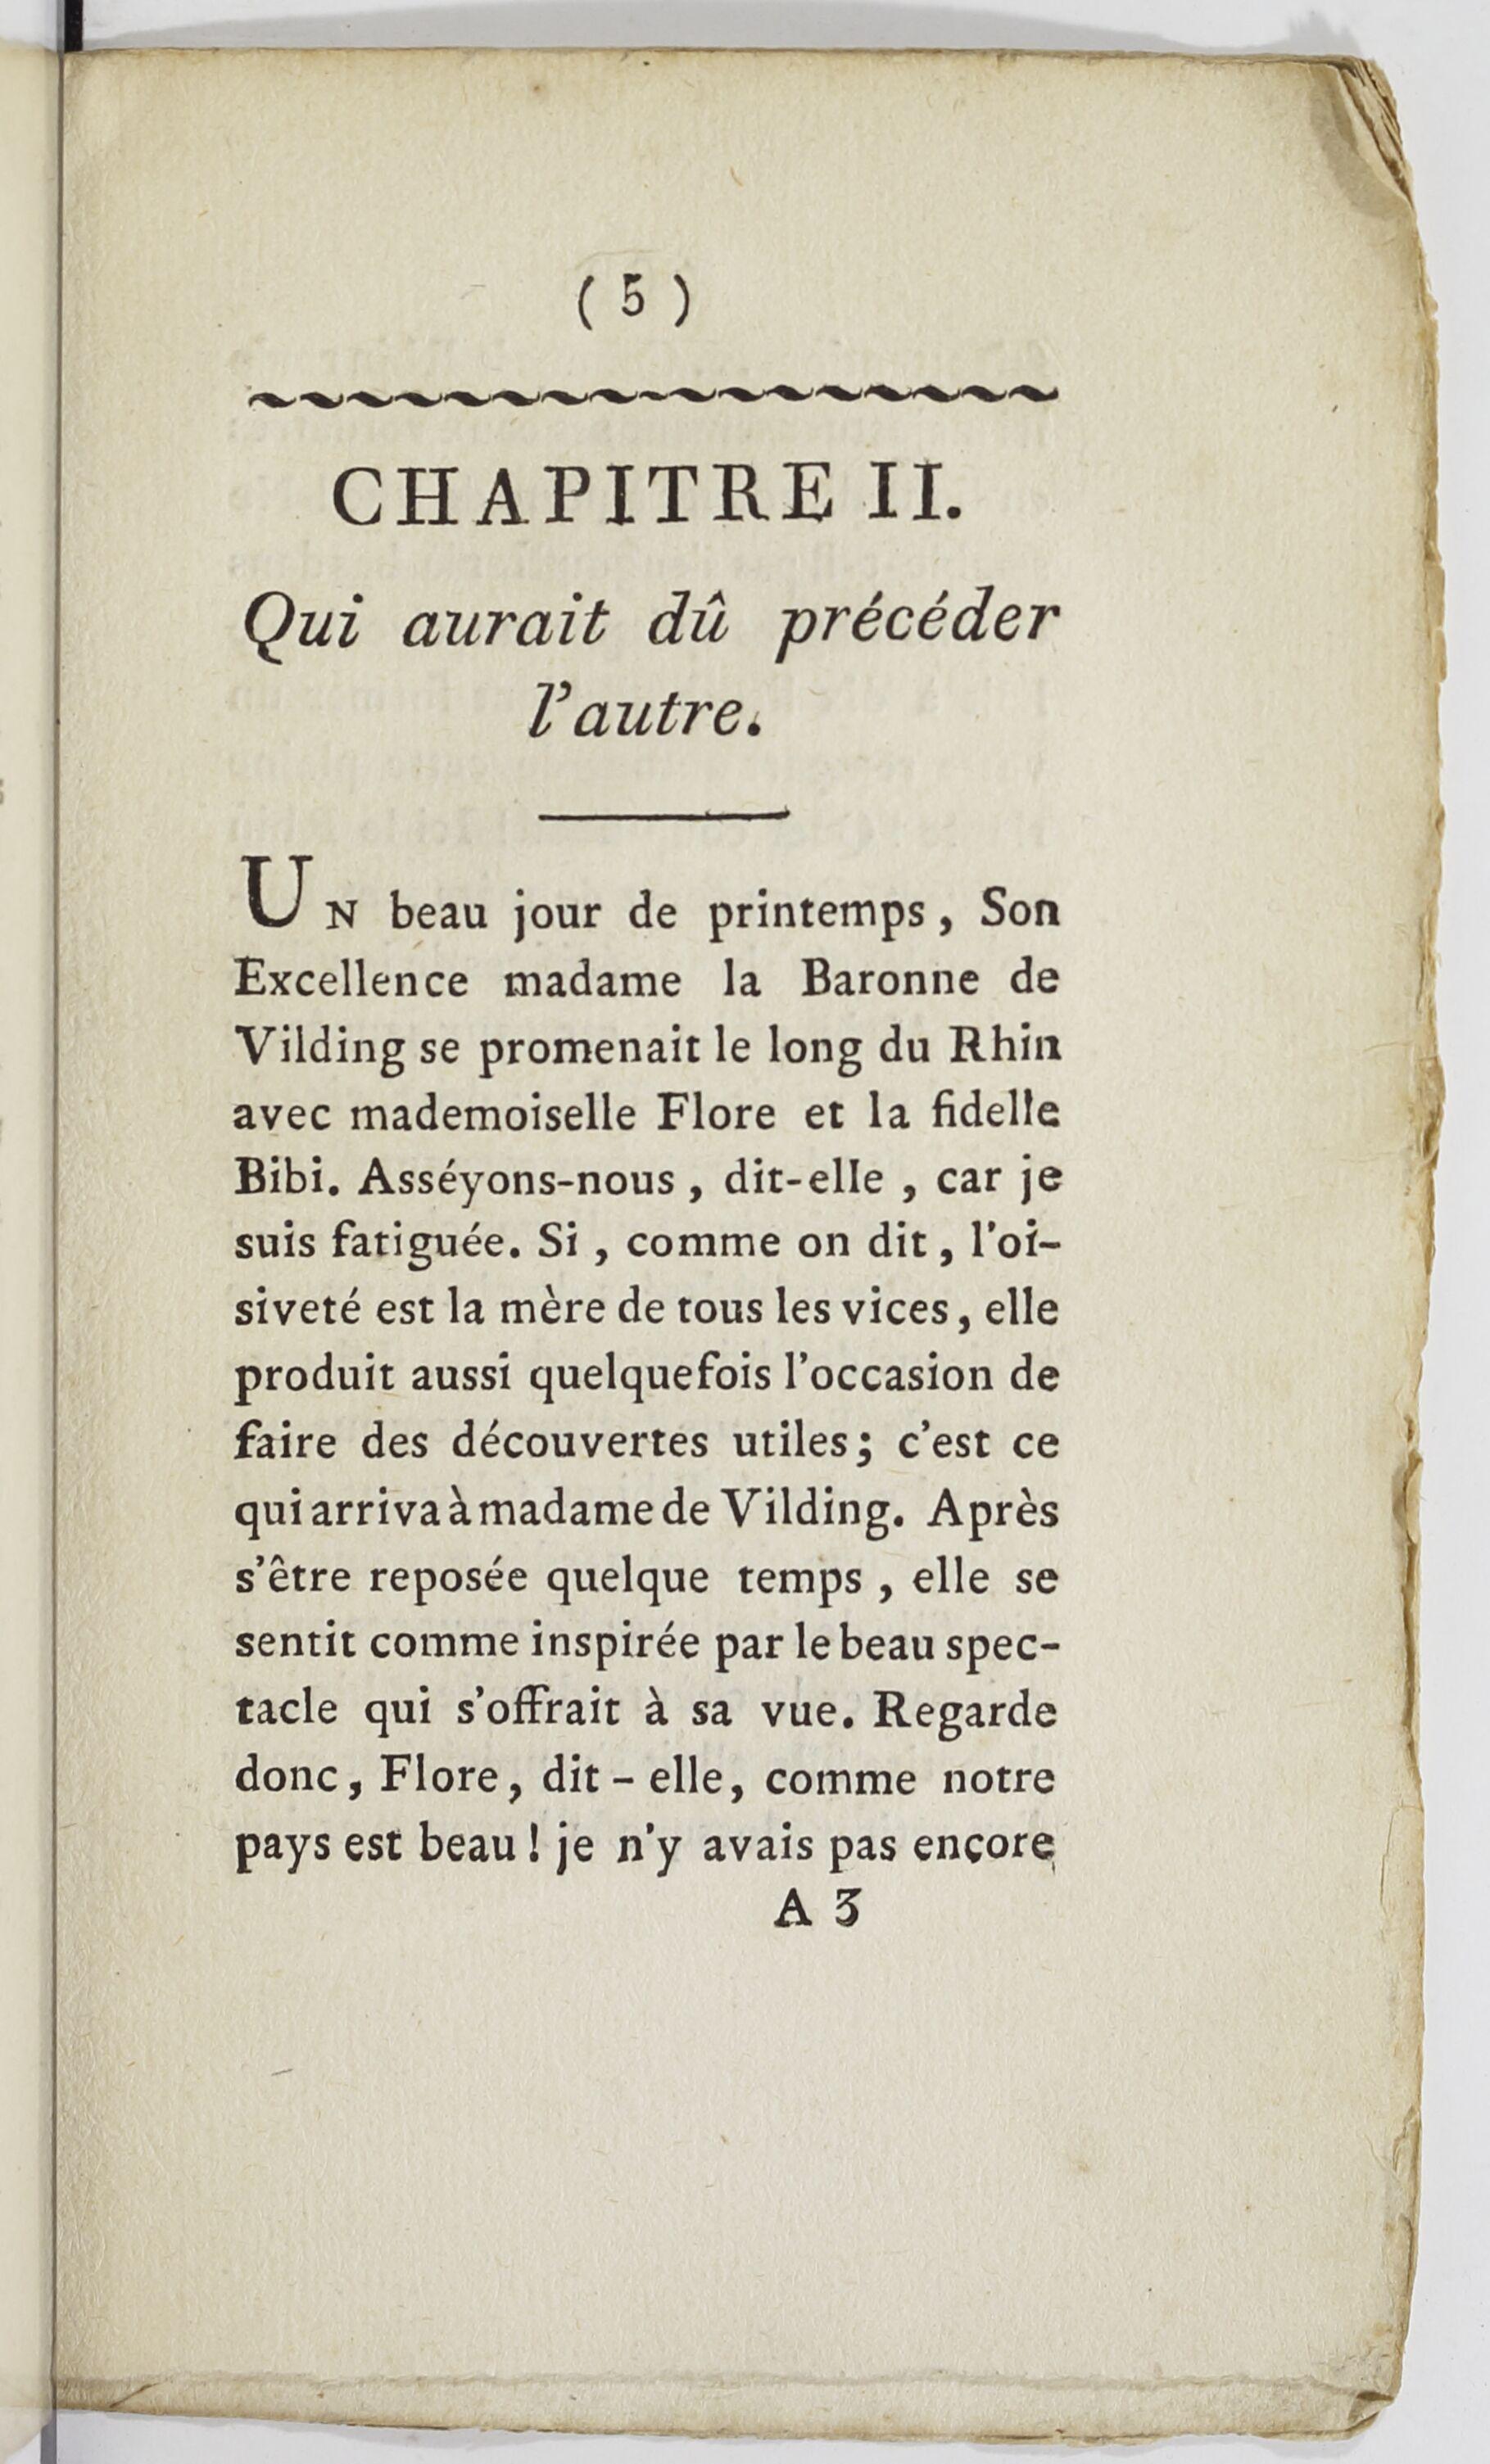 ( 5 )
CHAPITRE II.
Qui aurait dû précéder
l'autre.
UN beau jour de printemps, Son
Excellence madame la Baronne de
Vilding se promenait le long du Rhin
avec mademoiselle Flore et la fidelle
Bibi. Asséyons-nous, dit-elle, car je
suis fatiguée. Si, comme on dit, l'oi-
siveté est la mère de tous les vices, elle
produit aussi quelquefois l'occasion de
faire des découvertes utiles; c'est ce
qui arriva à madame de Vilding. Après
s'être reposée quelque temps, elle se
sentit comme inspirée par le beau spec-
tacle qui s'offrait à sa vue. Regarde
donc, Flore, dit-elle, comme notre
pays est beau! je n'y avais pas encore
A 3